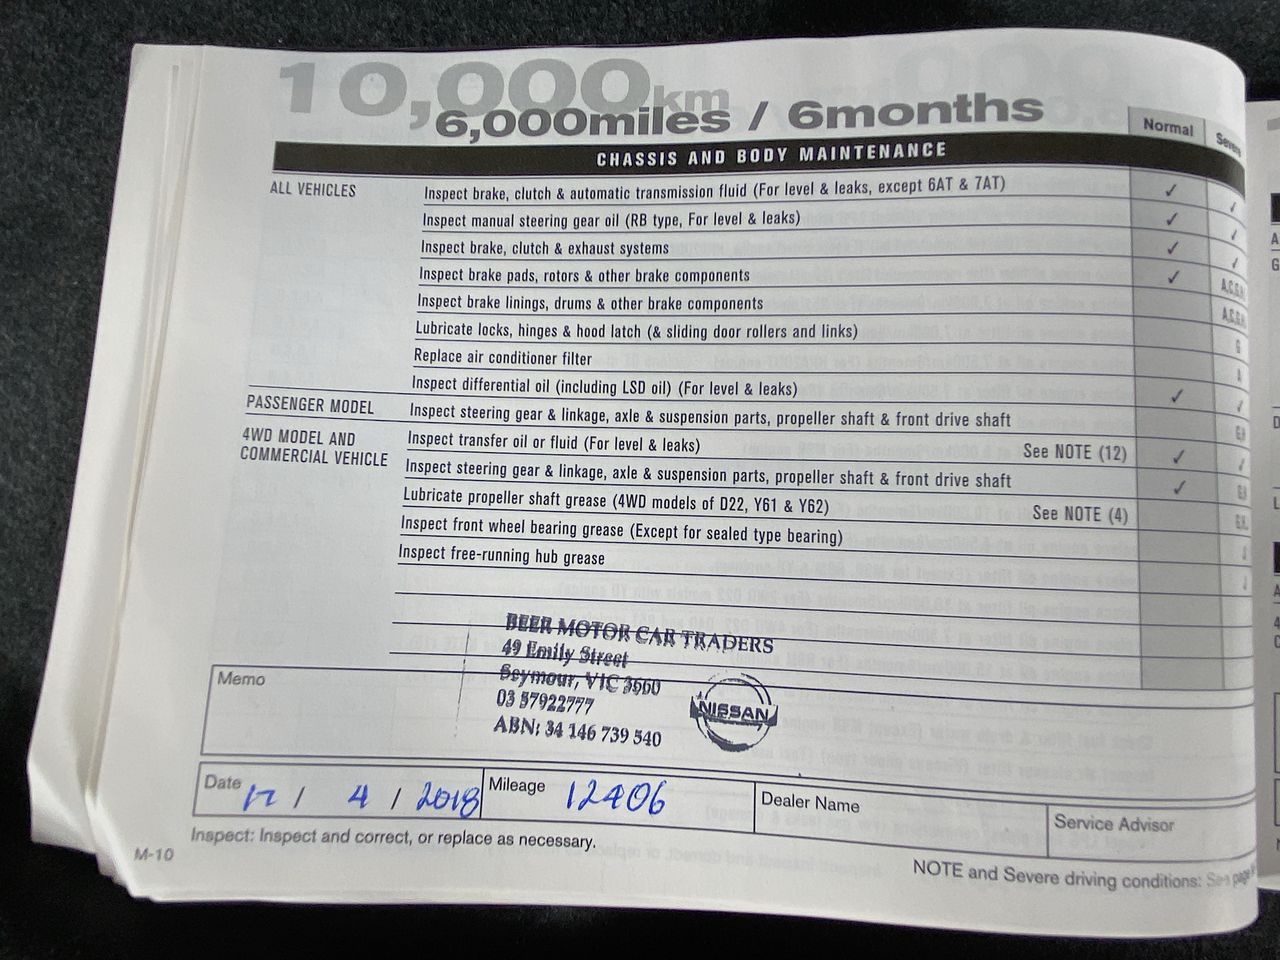 10,000km
6,000miles / 6months
Normal
CHASSIS AND BODY MAINTENANCE
ALL VEHICLES
Inspect brake, clutch & automatic transmission fluid (For level & leaks, except 6AT & 7AT) ✓ ✓
Inspect manual steering gear oil (RB type, For level & leaks) ✓ ✓
Inspect brake, clutch & exhaust systems ✓ ✓
Inspect brake pads, rotors & other brake components ✓
Inspect brake linings, drums & other brake components
Lubricate locks, hinges & hood latch (& sliding door rollers and links) G
Replace air conditioner filter
Inspect differential oil (including LSD oil) (For level & leaks) ✓ ✓
PASSENGER MODEL
Inspect steering gear & linkage, axle & suspension parts, propeller shaft & front drive shaft
4WD MODEL AND
COMMERCIAL VEHICLE
Inspect transfer oil or fluid (For level & leaks) See NOTE (12) ✓ ✓
Inspect steering gear & linkage, axle & suspension parts, propeller shaft & front drive shaft ✓
Lubricate propeller shaft grease (4WD models of D22, Y61 & Y62) See NOTE (4)
Inspect front wheel bearing grease (Except for sealed type bearing)
Inspect free-running hub grease
BEER MOTOR CAR TRADERS
49 Emily Street
Seymour, VIC 3660
03 57922777
ABN: 34 146 739 540
NISSAN
Memo
Date 17 / 4 / 2018
Mileage 12406
Dealer Name
Service Advisor
Inspect: Inspect and correct, or replace as necessary.
M-10
NOTE and Severe driving conditions: See page